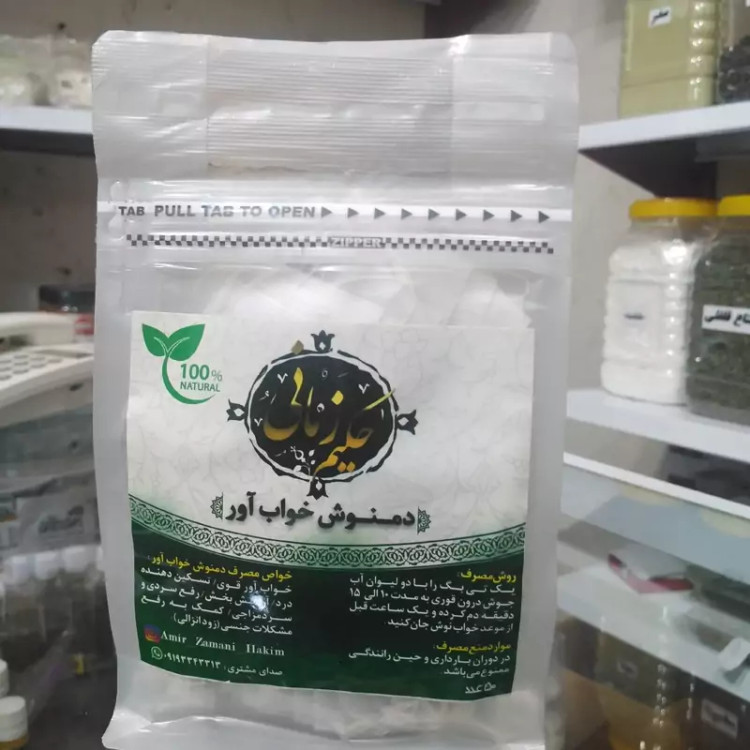 TAB PULL TAB TO OPEN
ZIPPER
100%
NATURAL
حکیم زمانی
دمنوش خواب آور
روش مصرف:
یک تی بگ را با دو لیوان آب
جوش درون قوری به مدت ۱۰ الی ۱۵
دقیقه دم کرده و یک ساعت قبل
از موعد خواب نوش جان کنید.
موارد منع مصرف:
در دوران بارداری و حین رانندگی
ممنوع می باشد
۵۰ عدد
خواص مصرف دمنوش خواب آور:
خواب آور قوی/ تسکین دهنده
درد/ آرامش بخش/ رفع سردی و
سردمزاجی/ کمک به رفع
مشکلات جنسی (زودانزالی)
Amir Zamani Hakim
صدای مشتری: ۰۹۱۹۳۳۴۳۳۱۳